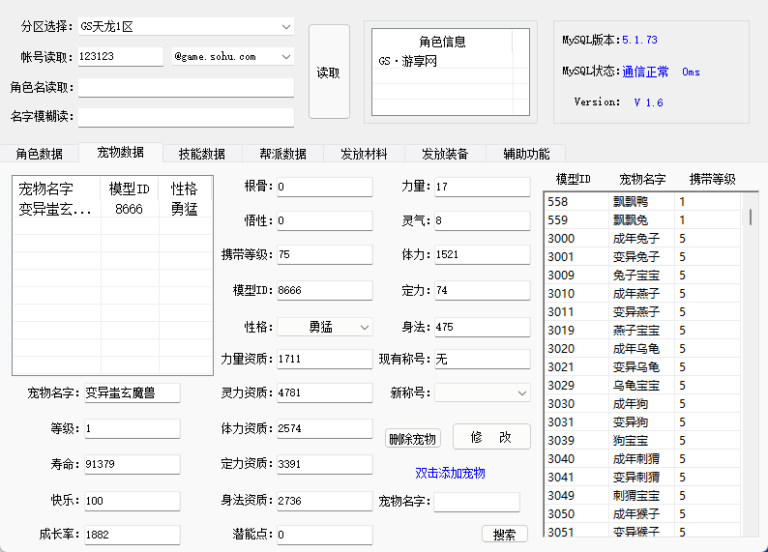 分区选择: GS天龙1区
帐号读取: 123123 @game.sohu.com
角色名读取:
名字模糊读:
读取
角色信息
GS·游享网
MySQL版本:5.1.73
MySQL状态:通信正常 0ms
Version: V 1.6
角色数据 宠物数据 技能数据 帮派数据 发放材料 发放装备 辅助功能
宠物名字 模型ID 性格
变异蚩玄... 8666 勇猛
宠物名字: 变异蚩玄魔兽
等级: 1
寿命: 91379
快乐: 100
成长率: 1882
根骨: 0
悟性: 0
携带等级: 75
模型ID: 8666
性格: 勇猛
力量资质: 1711
灵力资质: 4781
体力资质: 2574
定力资质: 3391
身法资质: 2736
潜能点: 0
力量: 17
灵气: 8
体力: 1521
定力: 74
身法: 475
现有称号: 无
新称号:
删除宠物 修 改
双击添加宠物
宠物名字:
搜索
模型ID 宠物名字 携带等级
558 飘飘鸭 1
559 飘飘兔 1
3000 成年兔子 5
3001 变异兔子 5
3009 兔子宝宝 5
3010 成年燕子 5
3011 变异燕子 5
3019 燕子宝宝 5
3020 成年乌龟 5
3021 变异乌龟 5
3029 乌龟宝宝 5
3030 成年狗 5
3031 变异狗 5
3039 狗宝宝 5
3040 成年刺猬 5
3041 变异刺猬 5
3049 刺猬宝宝 5
3050 成年猴子 5
3051 变异猴子 5